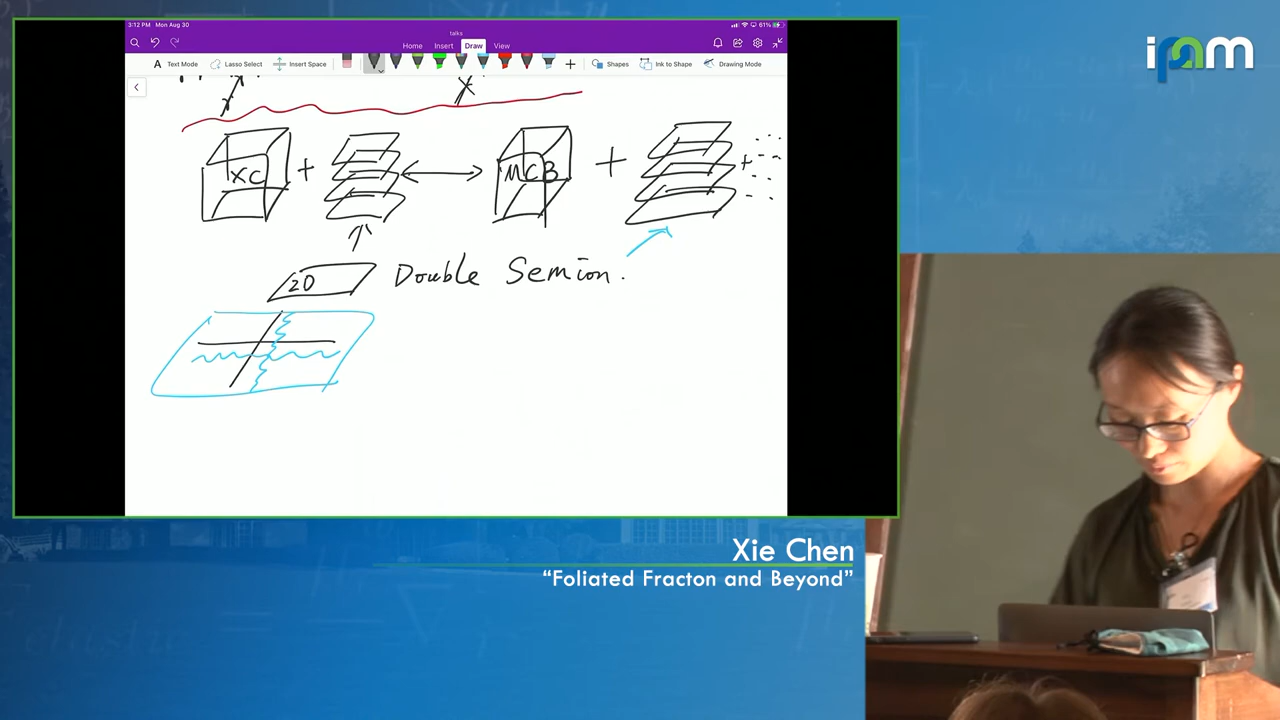 3:12 PM Mon Aug 30
61%
talks
Home Insert Draw View
Text Mode Lasso Select Insert Space Shapes Ink to Shape Drawing Mode
XC + ↔ MCB + +
2D Double Semion.
ipam
Xie Chen
“Foliated Fracton and Beyond”